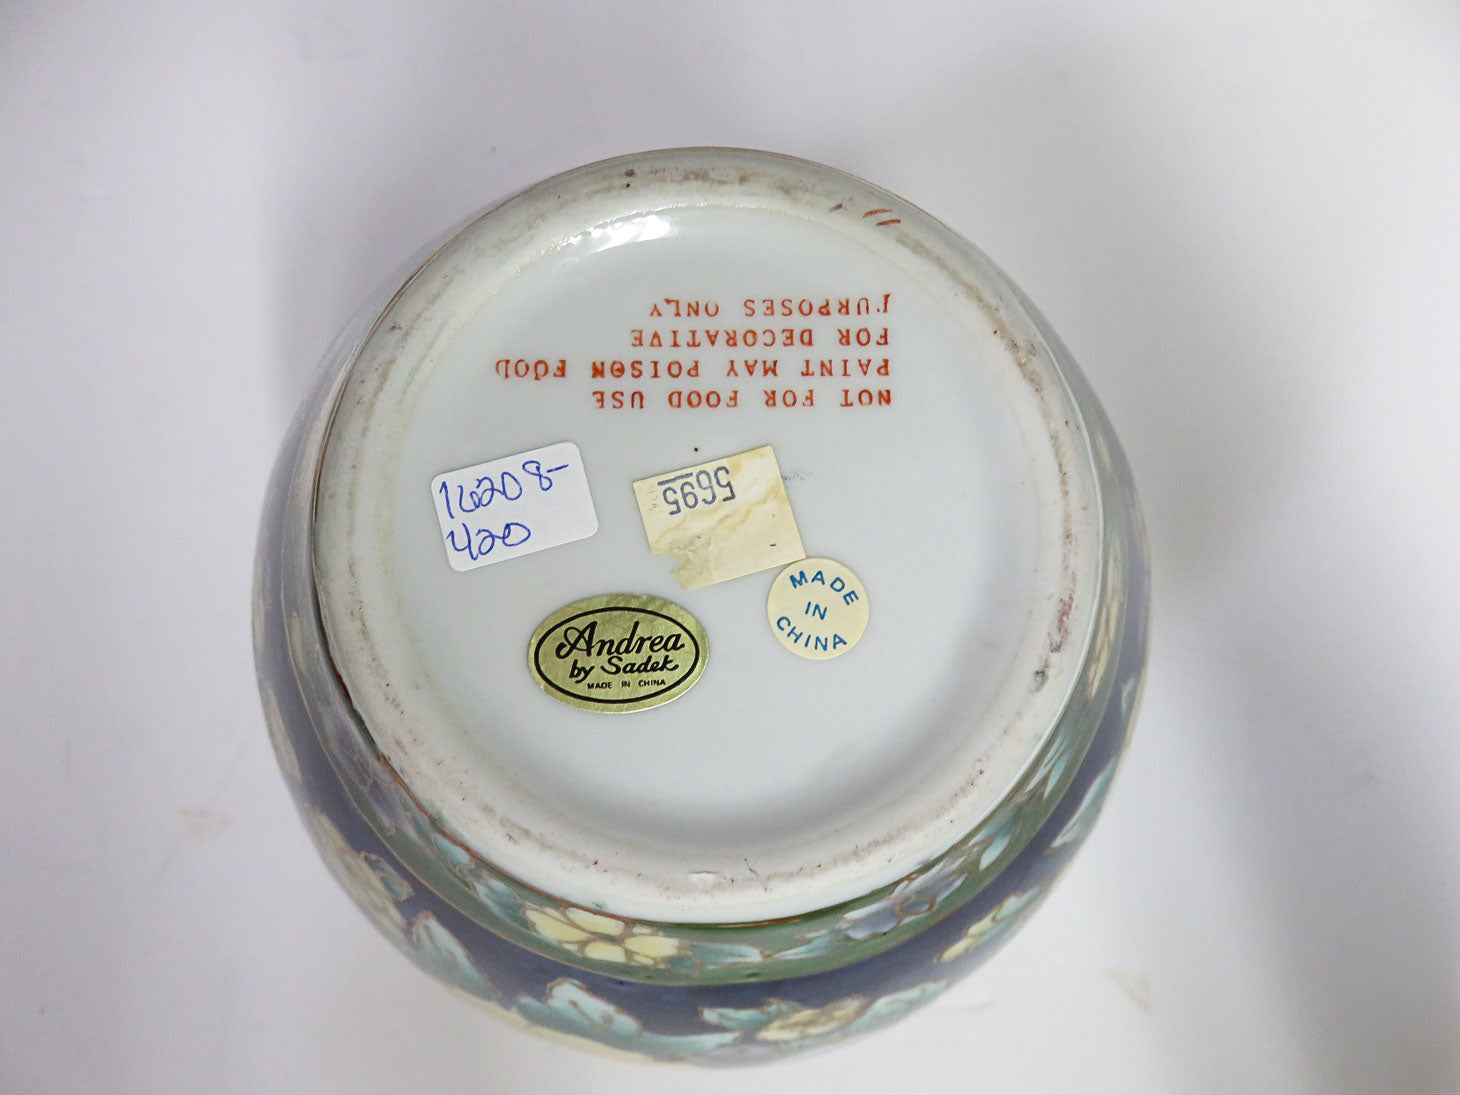 NOT FOR FOOD USE
PAINT MAY POISON FOOD
FOR DECORATIVE
PURPOSES ONLY
16208-
420
5695
MADE
IN
CHINA
Andrea
by Sadek
MADE IN CHINA